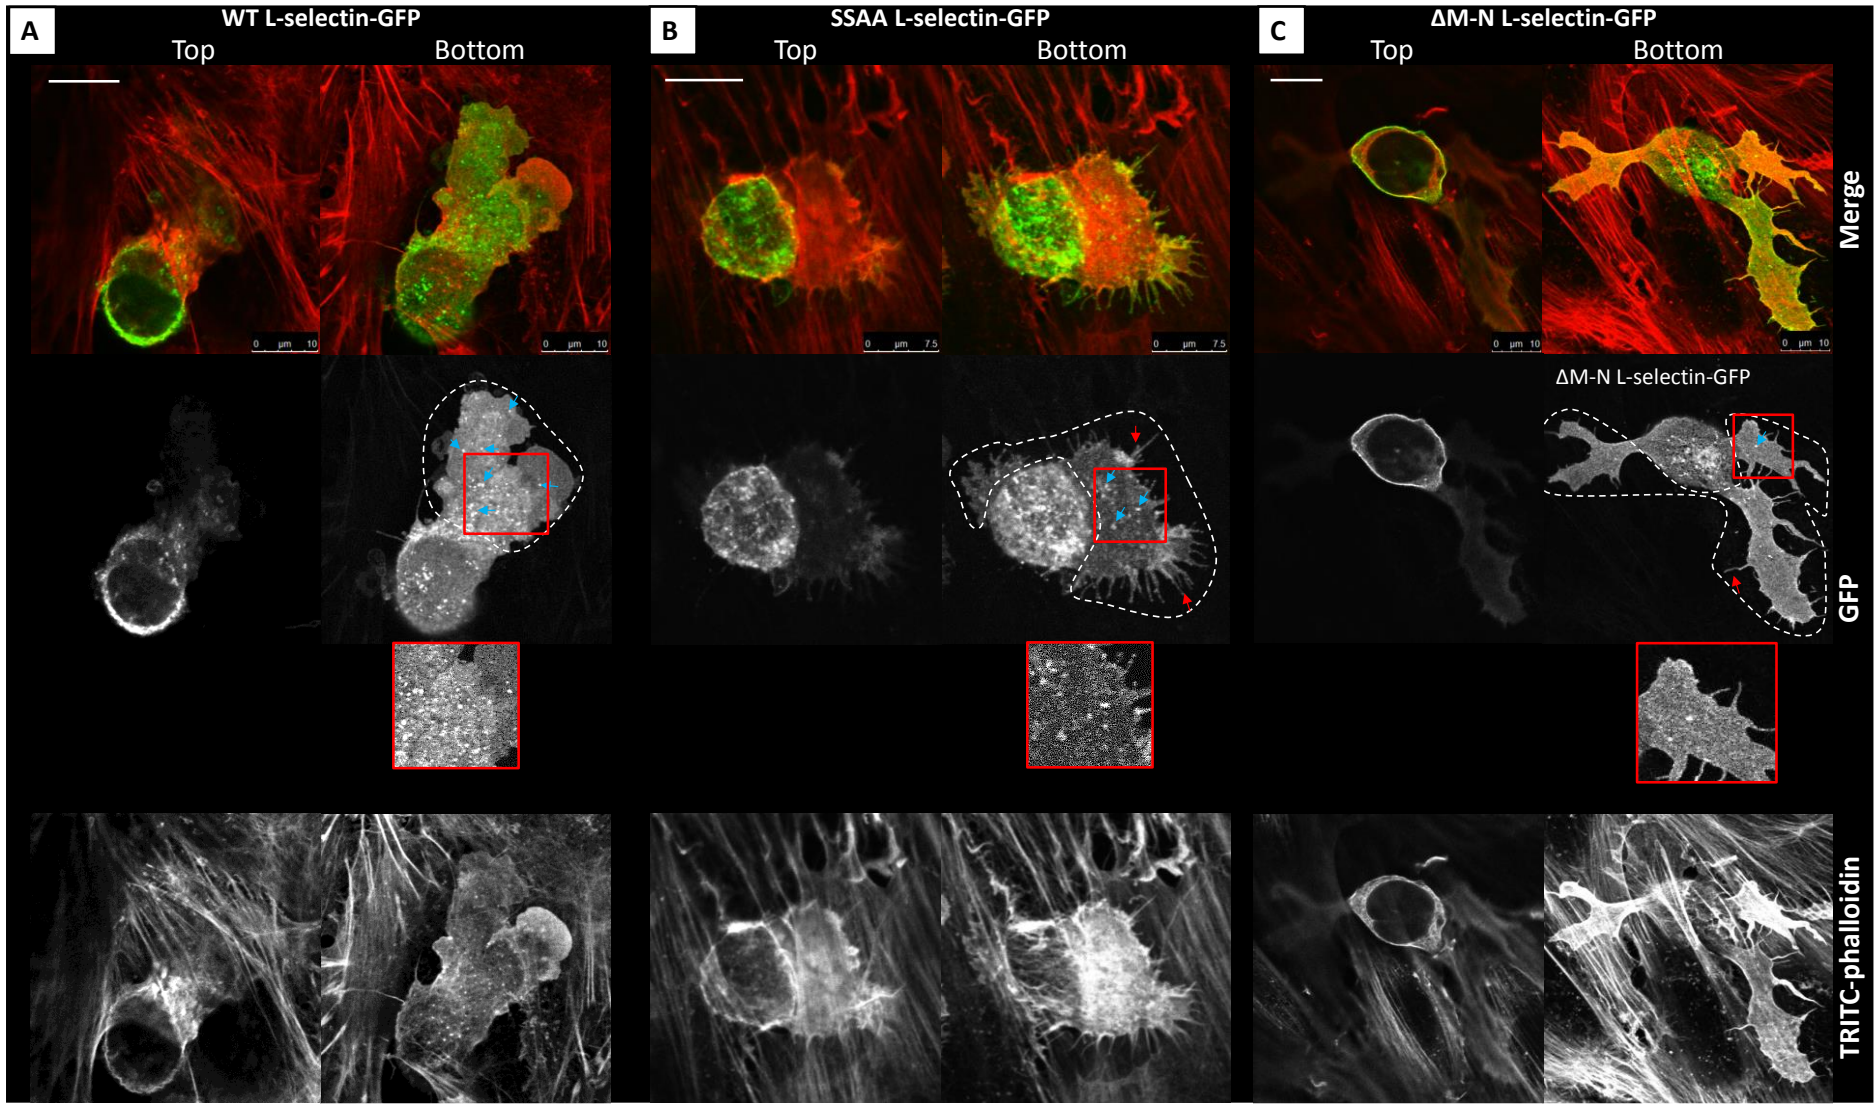 A
WT L-selectin-GFP
Top
Bottom
B
SSAA L-selectin-GFP
Top
Bottom
C
ΔM-N L-selectin-GFP
Top
Bottom
0 µm 10
0 µm 10
0 µm 7.5
0 µm 7.5
0 µm 10
0 µm 10
Merge
ΔM-N L-selectin-GFP
GFP
TRITC-phalloidin